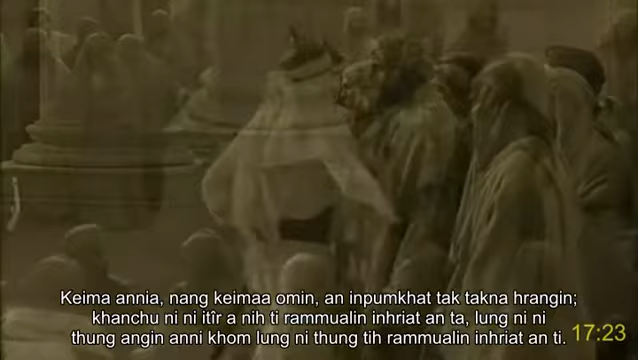 Keima annia, nang keimaa omin, an inpumkhat tak takna hrangin;
khanchu ni ni itîr a nih ti rammualin inhriat an ta, lung ni ni
thung angin anni khom lung ni thung tih rammualin inhriat an ti.
17:23